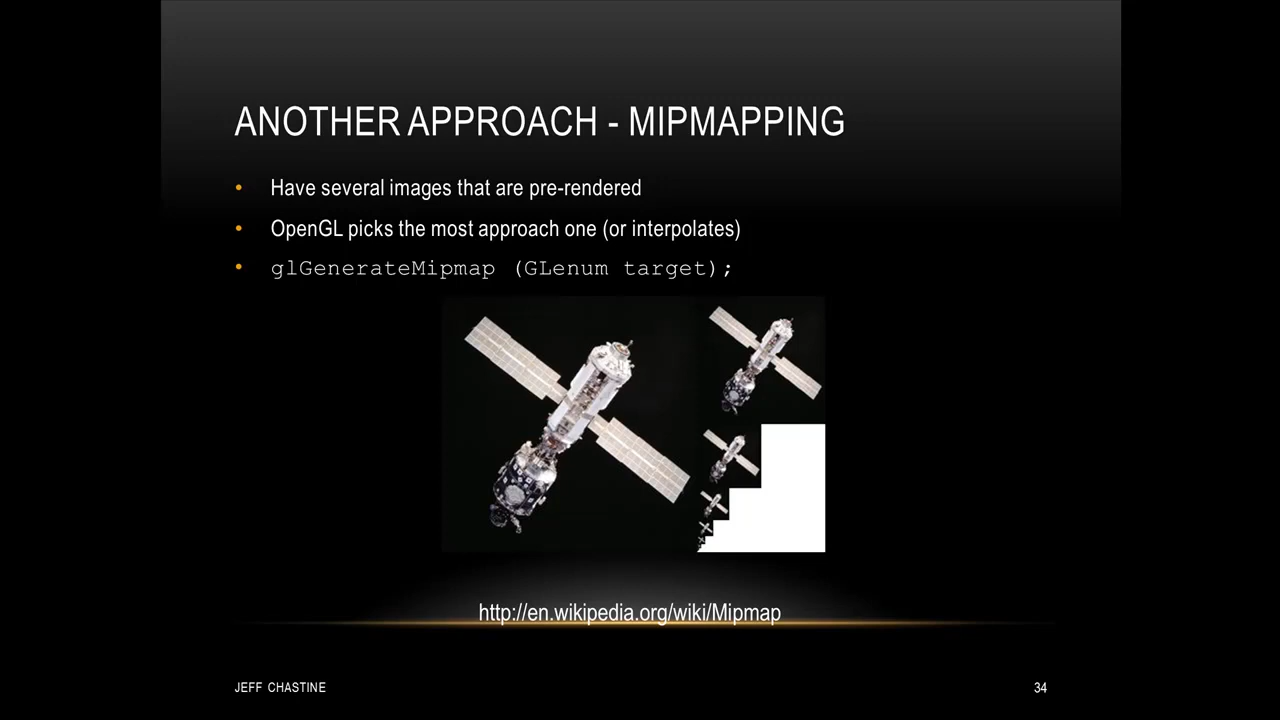 ANOTHER APPROACH - MIPMAPPING
• Have several images that are pre-rendered
• OpenGL picks the most approach one (or interpolates)
• glGenerateMipmap (GLenum target);
http://en.wikipedia.org/wiki/Mipmap
JEFF CHASTINE
34